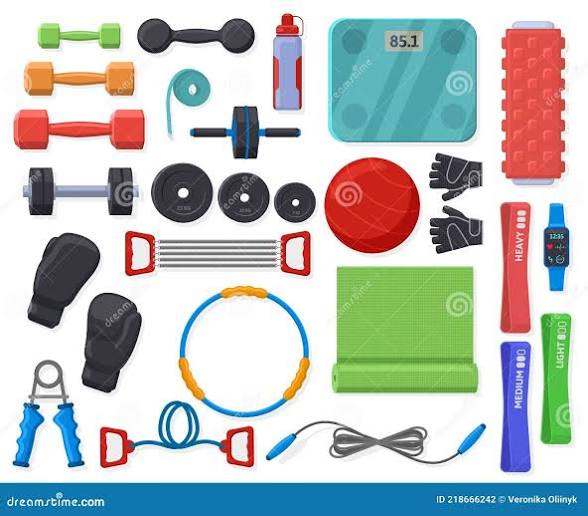 85.1
HEAVY
12:35
MEDIUM
LIGHT
dreamstime.com
ID 218666242 © Veronika Oliinyk